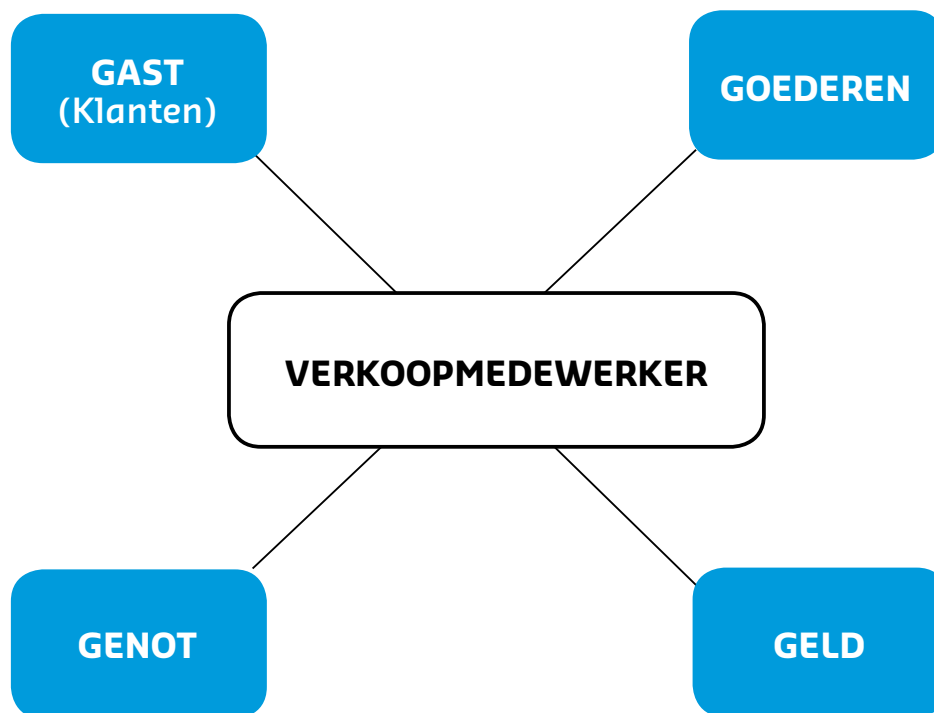 GAST
(Klanten)
GOEDEREN
VERKOOPMEDEWERKER
GENOT
GELD